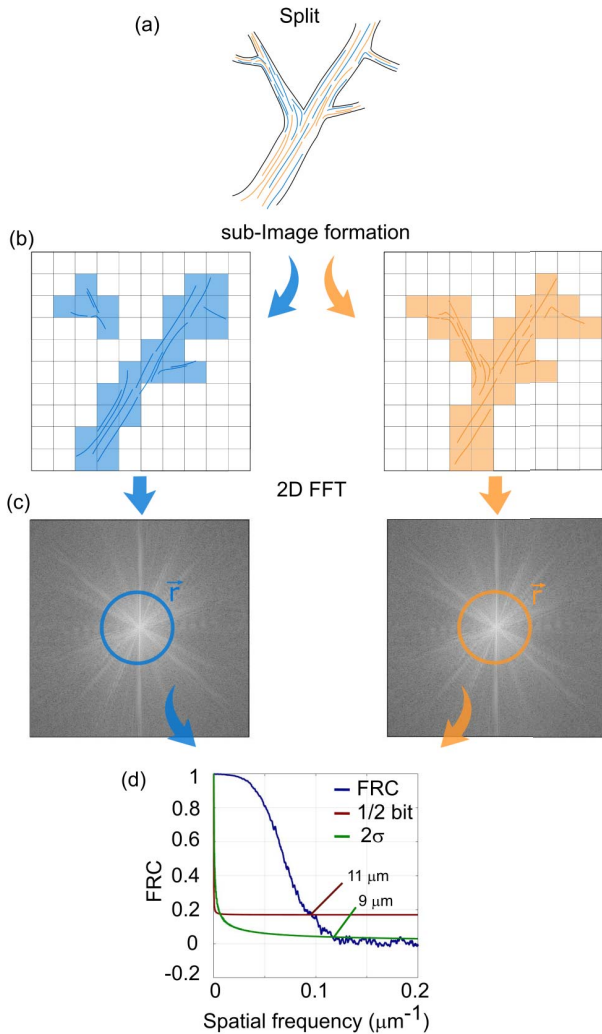 Split
(a)
(b)
sub-Image formation
2D FFT
(c)
r
r
(d)
1
0.8
0.6
0.4
0.2
0
-0.2
FRC
FRC
1/2 bit
2σ
11 μm
9 μm
0
0.1
0.2
Spatial frequency (μm⁻¹)